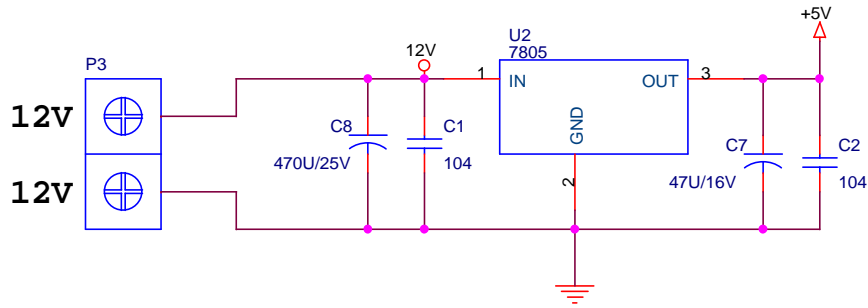 +5V
U2
7805
12V
P3
1
IN
OUT
3
12V
GND
C8
C1
470U/25V
104
C7
C2
47U/16V
104
2
12V